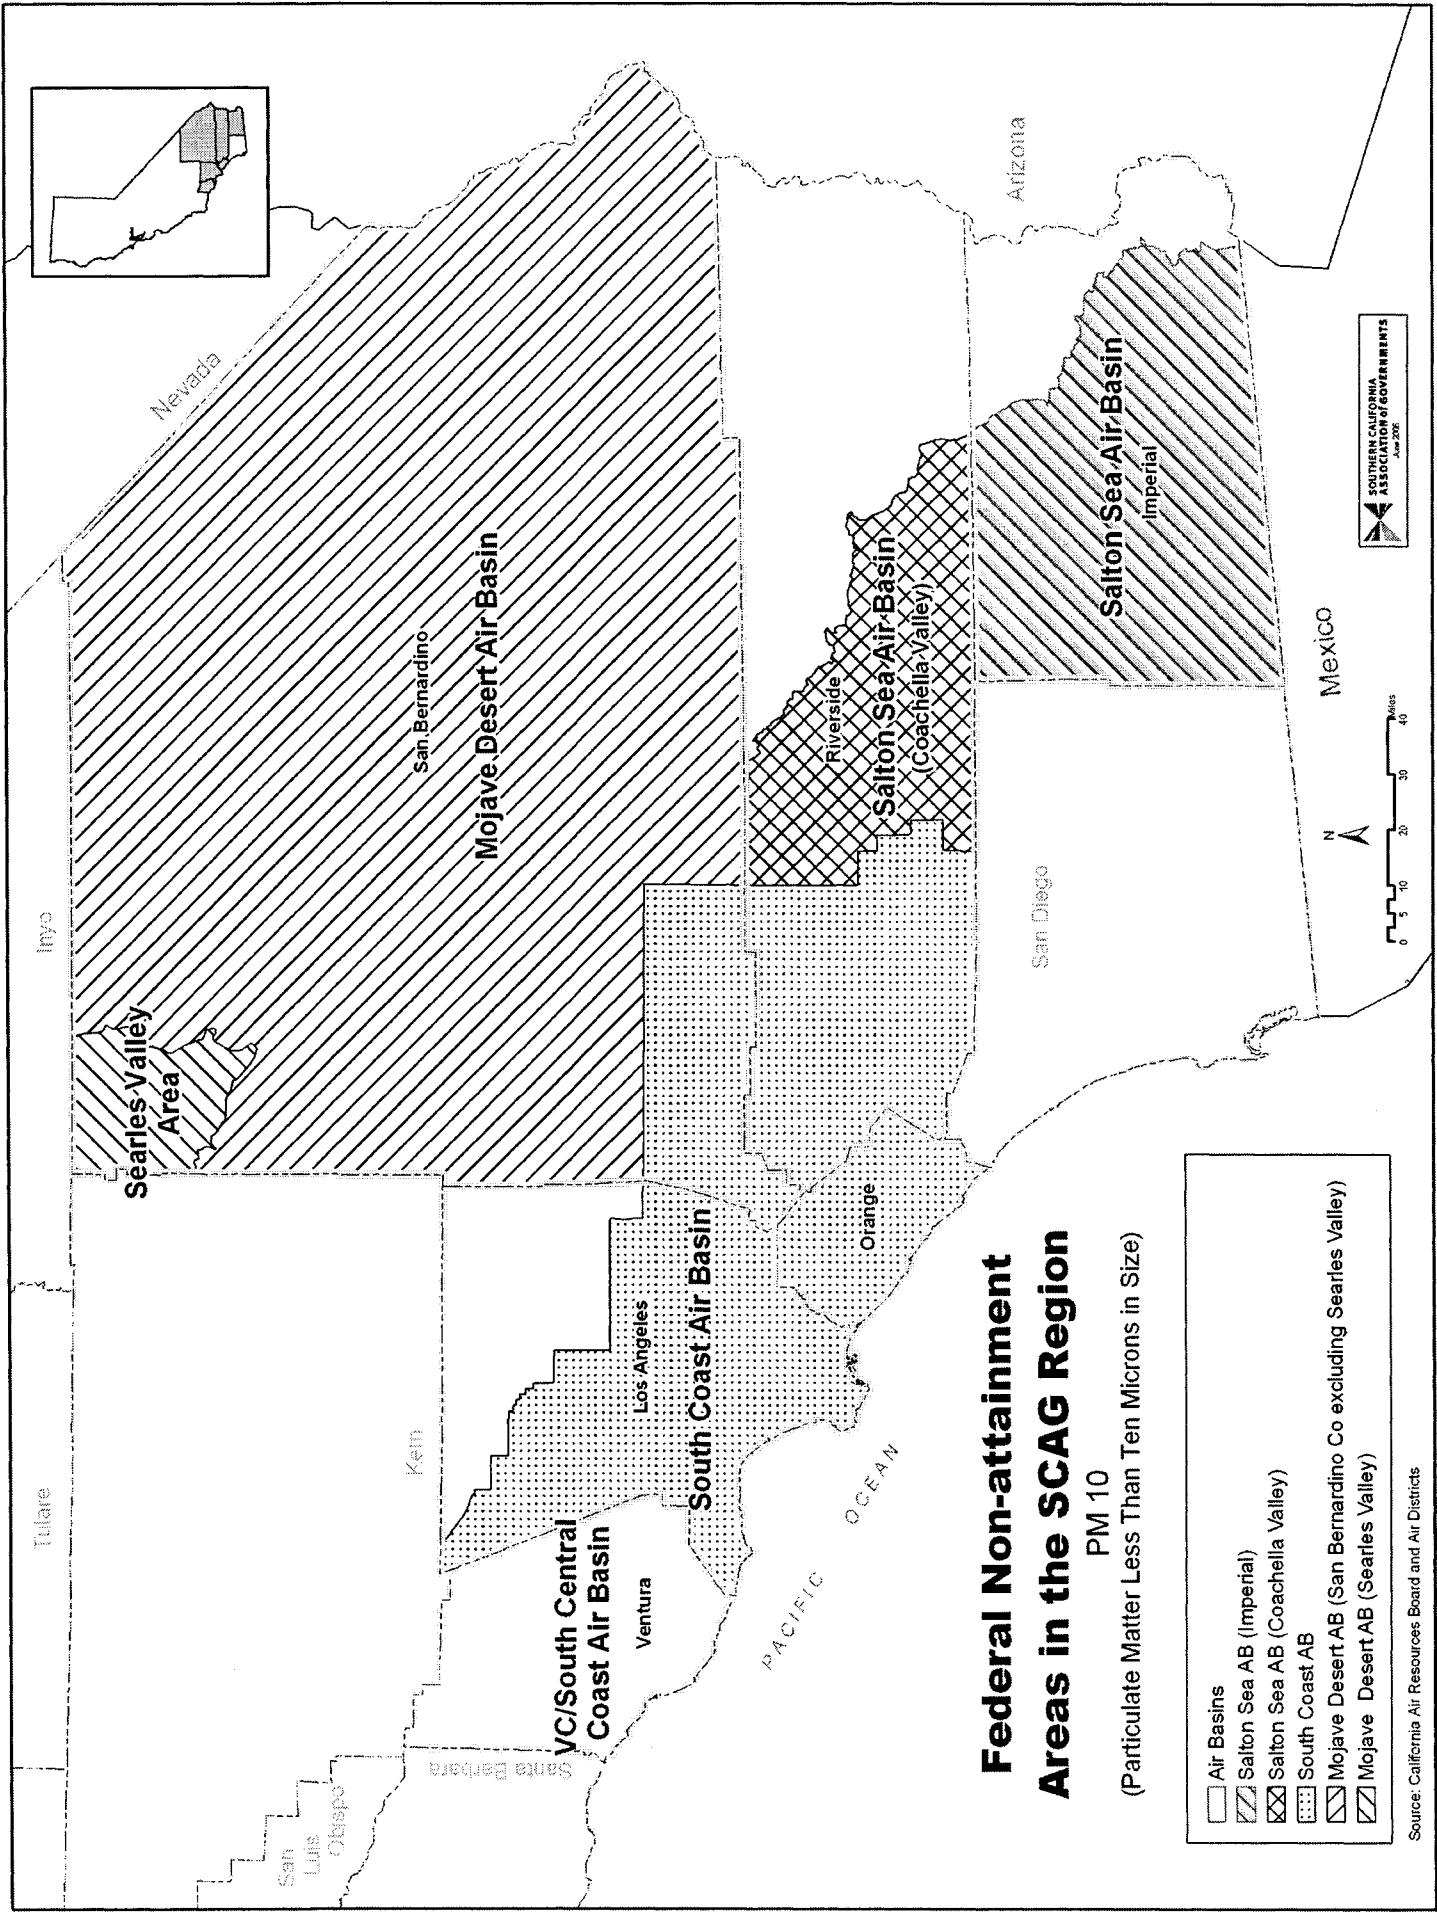 Federal Non-attainment
Areas in the SCAG Region
PM 10
(Particulate Matter Less Than Ten Microns in Size)
Tulare
Inyo
Nevada
Kern
San
Luis
Obispo
Santa Barbara
Searles Valley
Area
San Bernardino
Mojave Desert Air Basin
VC/South Central
Coast Air Basin
Ventura
Los Angeles
South Coast Air Basin
Orange
Riverside
Salton Sea Air Basin
(Coachella Valley)
Arizona
Salton Sea Air Basin
Imperial
San Diego
Mexico
PACIFIC OCEAN
Air Basins
Salton Sea AB (Imperial)
Salton Sea AB (Coachella Valley)
South Coast AB
Mojave Desert AB (San Bernardino Co excluding Searles Valley)
Mojave Desert AB (Searles Valley)
N
0 5 10 20 30 40
Miles
SOUTHERN CALIFORNIA
ASSOCIATION of GOVERNMENTS
June 2006
Source: California Air Resources Board and Air Districts